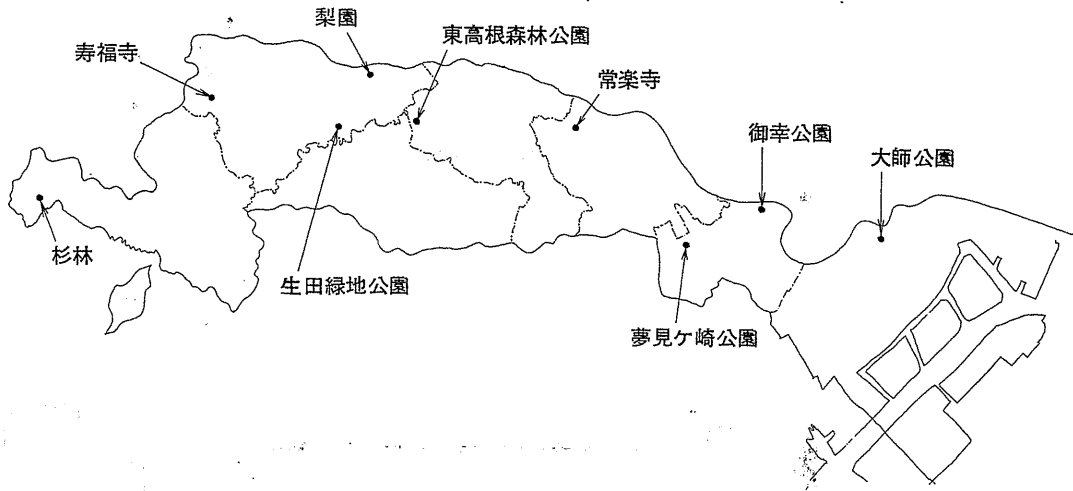 梨園
東高根森林公園
寿福寺
常楽寺
御幸公園
大師公園
杉林
生田緑地公園
夢見ケ崎公園